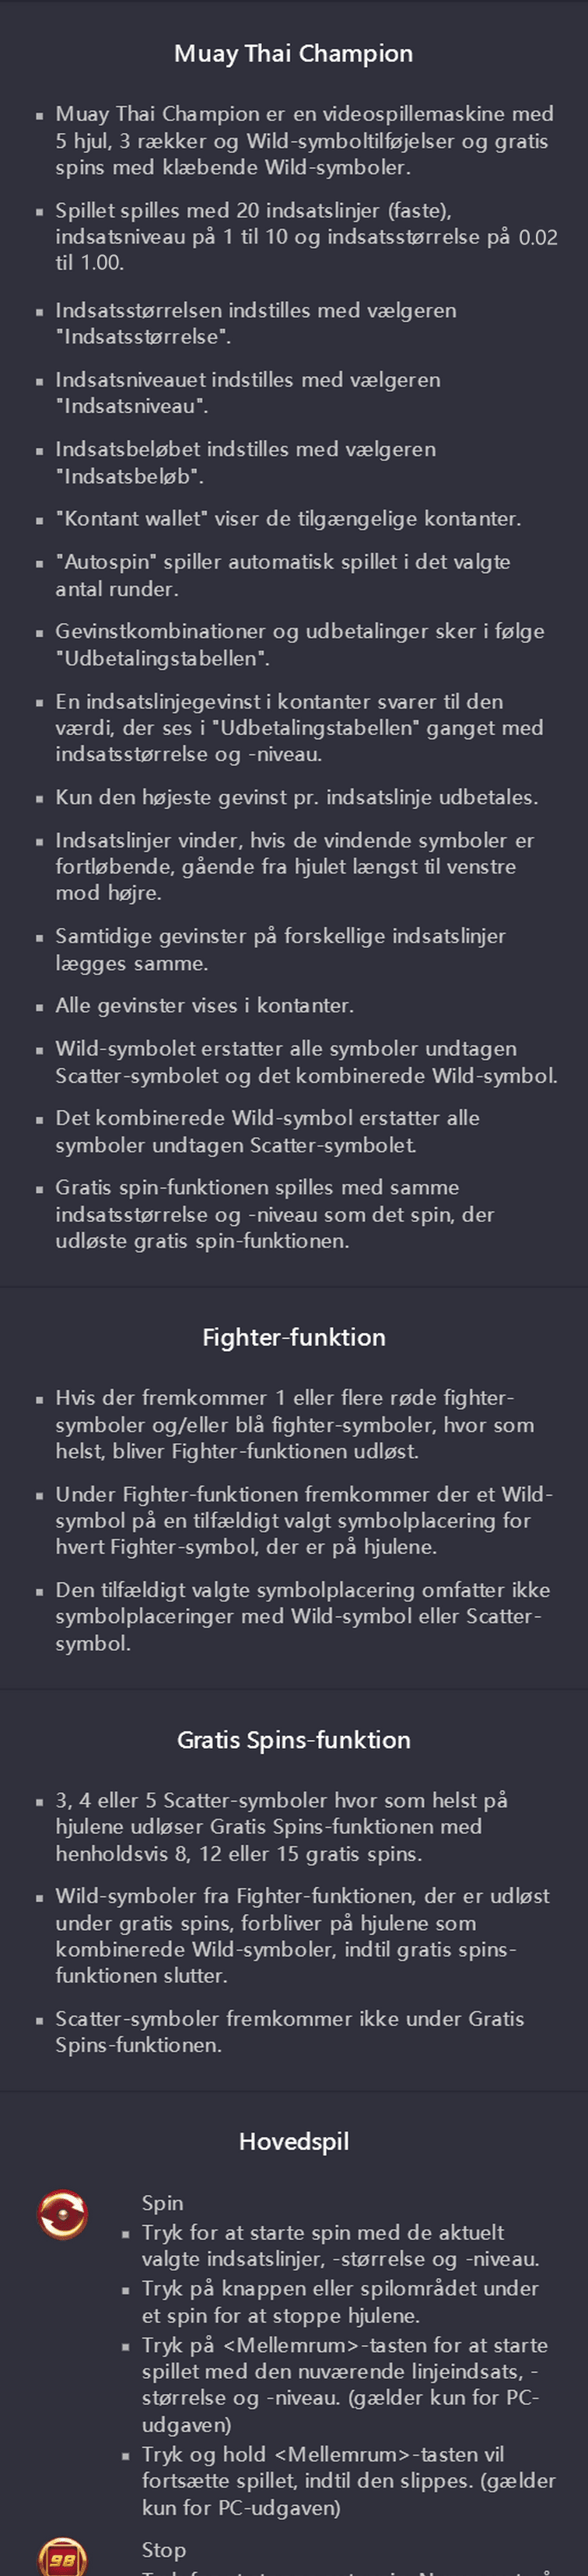 Muay Thai Champion
Muay Thai Champion er en videospillemaskine med
5 hjul, 3 rækker og Wild-symboltilføjelser og gratis
spins med klæbende Wild-symboler.
Spillet spilles med 20 indsatslinjer (faste),
indsatsniveau på 1 til 10 og indsatsstørrelse på 0.02
til 1.00.
Indsatsstørrelsen indstilles med vælgeren
"Indsatsstørrelse".
Indsatsniveauet indstilles med vælgeren
"Indsatsniveau".
Indsatsbeløbet indstilles med vælgeren
"Indsatsbeløb".
"Kontant wallet" viser de tilgængelige kontanter.
"Autospin" spiller automatisk spillet i det valgte
antal runder.
Gevinstkombinationer og udbetalinger sker i følge
"Udbetalingstabellen".
En indsatslinjegevinst i kontanter svarer til den
værdi, der ses i "Udbetalingstabellen" ganget med
indsatsstørrelse og -niveau.
Kun den højeste gevinst pr. indsatslinje udbetales.
Indsatslinjer vinder, hvis de vindende symboler er
fortløbende, gående fra hjulet længst til venstre
mod højre.
Samtidige gevinster på forskellige indsatslinjer
lægges samme.
Alle gevinster vises i kontanter.
Wild-symbolet erstatter alle symboler undtagen
Scatter-symbolet og det kombinerede Wild-symbol.
Det kombinerede Wild-symbol erstatter alle
symboler undtagen Scatter-symbolet.
Gratis spin-funktionen spilles med samme
indsatsstørrelse og -niveau som det spin, der
udløste gratis spin-funktionen.
Fighter-funktion
Hvis der fremkommer 1 eller flere røde fighter-
symboler og/eller blå fighter-symboler, hvor som
helst, bliver Fighter-funktionen udløst.
Under Fighter-funktionen fremkommer der et Wild-
symbol på en tilfældigt valgt symbolplacering for
hvert Fighter-symbol, der er på hjulene.
Den tilfældigt valgte symbolplacering omfatter ikke
symbolplaceringer med Wild-symbol eller Scatter-
symbol.
Gratis Spins-funktion
3, 4 eller 5 Scatter-symboler hvor som helst på
hjulene udløser Gratis Spins-funktionen med
henholdsvis 8, 12 eller 15 gratis spins.
Wild-symboler fra Fighter-funktionen, der er udløst
under gratis spins, forbliver på hjulene som
kombinerede Wild-symboler, indtil gratis spins-
funktionen slutter.
Scatter-symboler fremkommer ikke under Gratis
Spins-funktionen.
Hovedspil
Spin
Tryk for at starte spin med de aktuelt
valgte indsatslinjer, -størrelse og -niveau.
Tryk på knappen eller spilområdet under
et spin for at stoppe hjulene.
Tryk på <Mellemrum>-tasten for at starte
spillet med den nuværende linjeindsats, -
størrelse og -niveau. (gælder kun for PC-
udgaven)
Tryk og hold <Mellemrum>-tasten vil
fortsætte spillet, indtil den slippes. (gælder
kun for PC-udgaven)
98
Stop